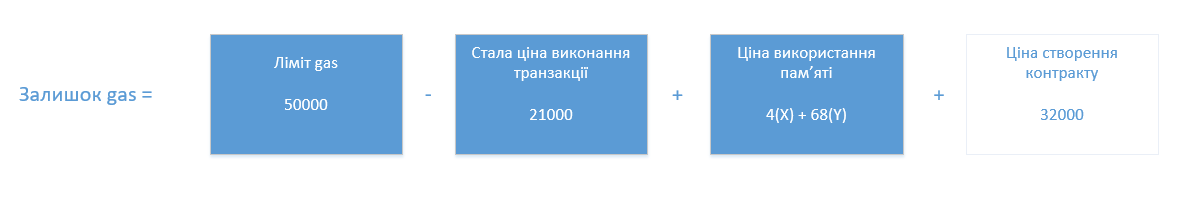 Залишок gas =
Ліміт gas
50000
-
Стала ціна виконання
транзакції
21000
+
Ціна використання
пам’яті
4(X) + 68(Y)
+
Ціна створення
контракту
32000